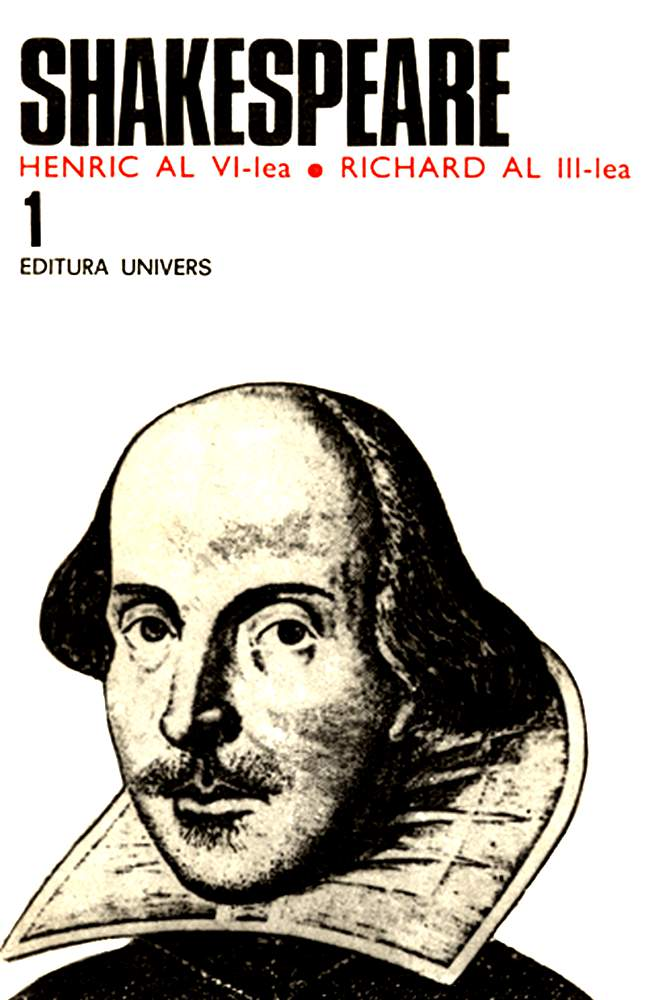 SHAKESPEARE
HENRIC AL VI-lea • RICHARD AL III-lea
1
EDITURA UNIVERS